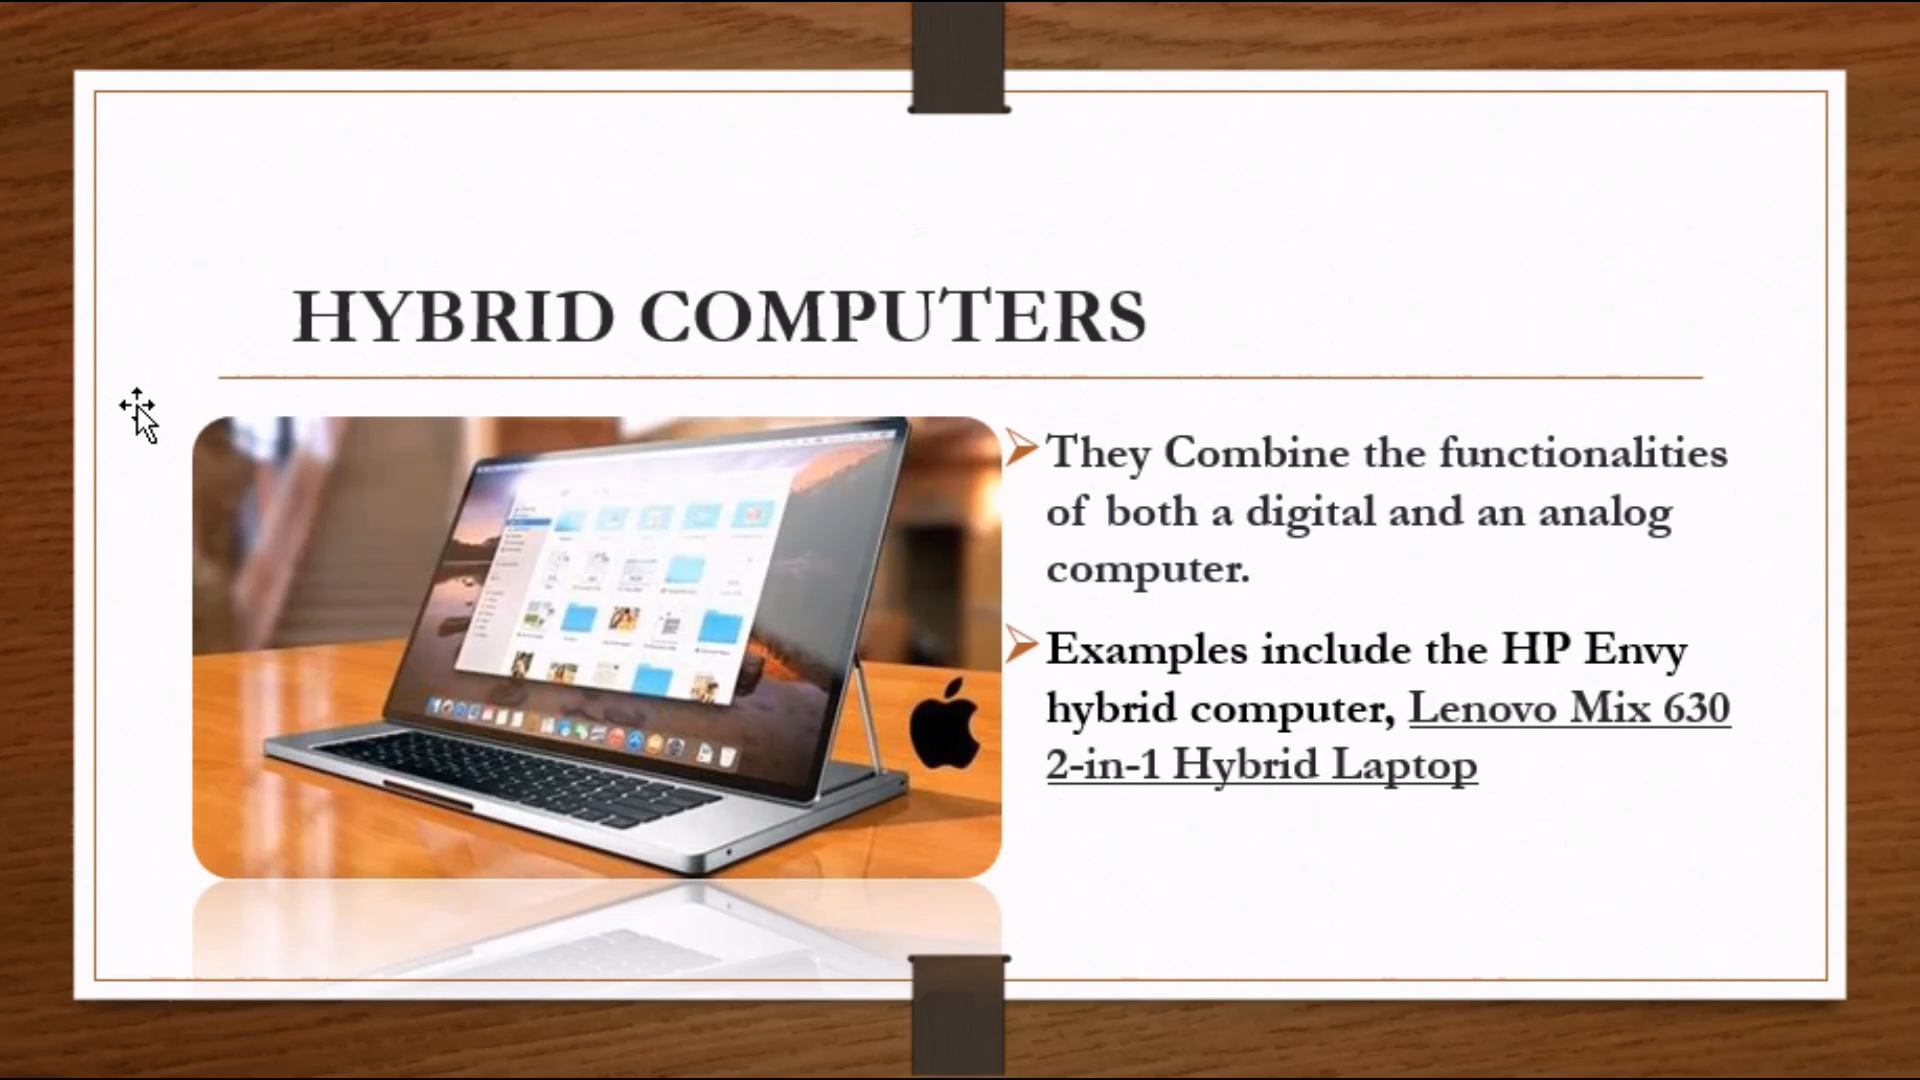 HYBRID COMPUTERS
They Combine the functionalities
of both a digital and an analog
computer.
Examples include the HP Envy
hybrid computer, Lenovo Mix 630
2-in-1 Hybrid Laptop